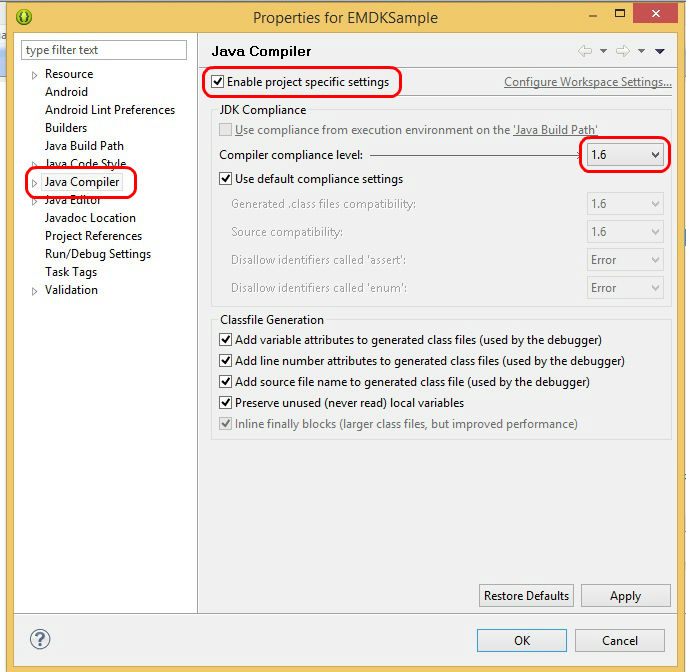 Properties for EMDKSample
type filter text
Resource
Android
Android Lint Preferences
Builders
Java Build Path
Java Code Style
Java Compiler
Java Editor
Javadoc Location
Project References
Run/Debug Settings
Task Tags
Validation
Java Compiler
Enable project specific settings
Configure Workspace Settings...
JDK Compliance
Use compliance from execution environment on the 'Java Build Path'
Compiler compliance level: 1.6
Use default compliance settings
Generated .class files compatibility: 1.6
Source compatibility: 1.6
Disallow identifiers called 'assert': Error
Disallow identifiers called 'enum': Error
Classfile Generation
Add variable attributes to generated class files (used by the debugger)
Add line number attributes to generated class files (used by the debugger)
Add source file name to generated class file (used by the debugger)
Preserve unused (never read) local variables
Inline finally blocks (larger class files, but improved performance)
Restore Defaults Apply
? OK Cancel